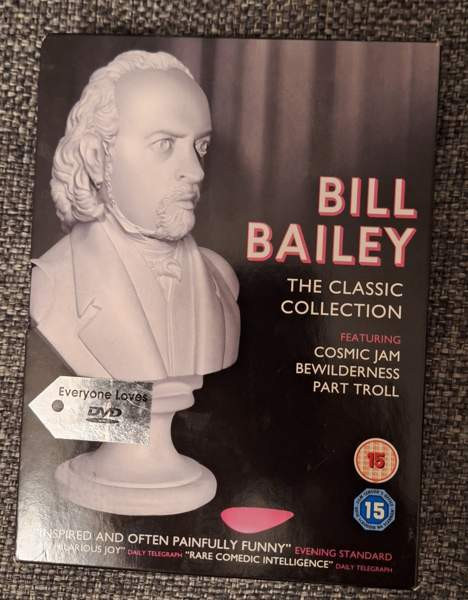 BILL
BAILEY
THE CLASSIC
COLLECTION
FEATURING
COSMIC JAM
BEWILDERNESS
PART TROLL
Everyone Loves
DVD
15
15
INSPIRED AND OFTEN PAINFULLY FUNNY" EVENING STANDARD
HILARIOUS JOY" DAILY TELEGRAPH "RARE COMEDIC INTELLIGENCE" DAILY TELEGRAPH